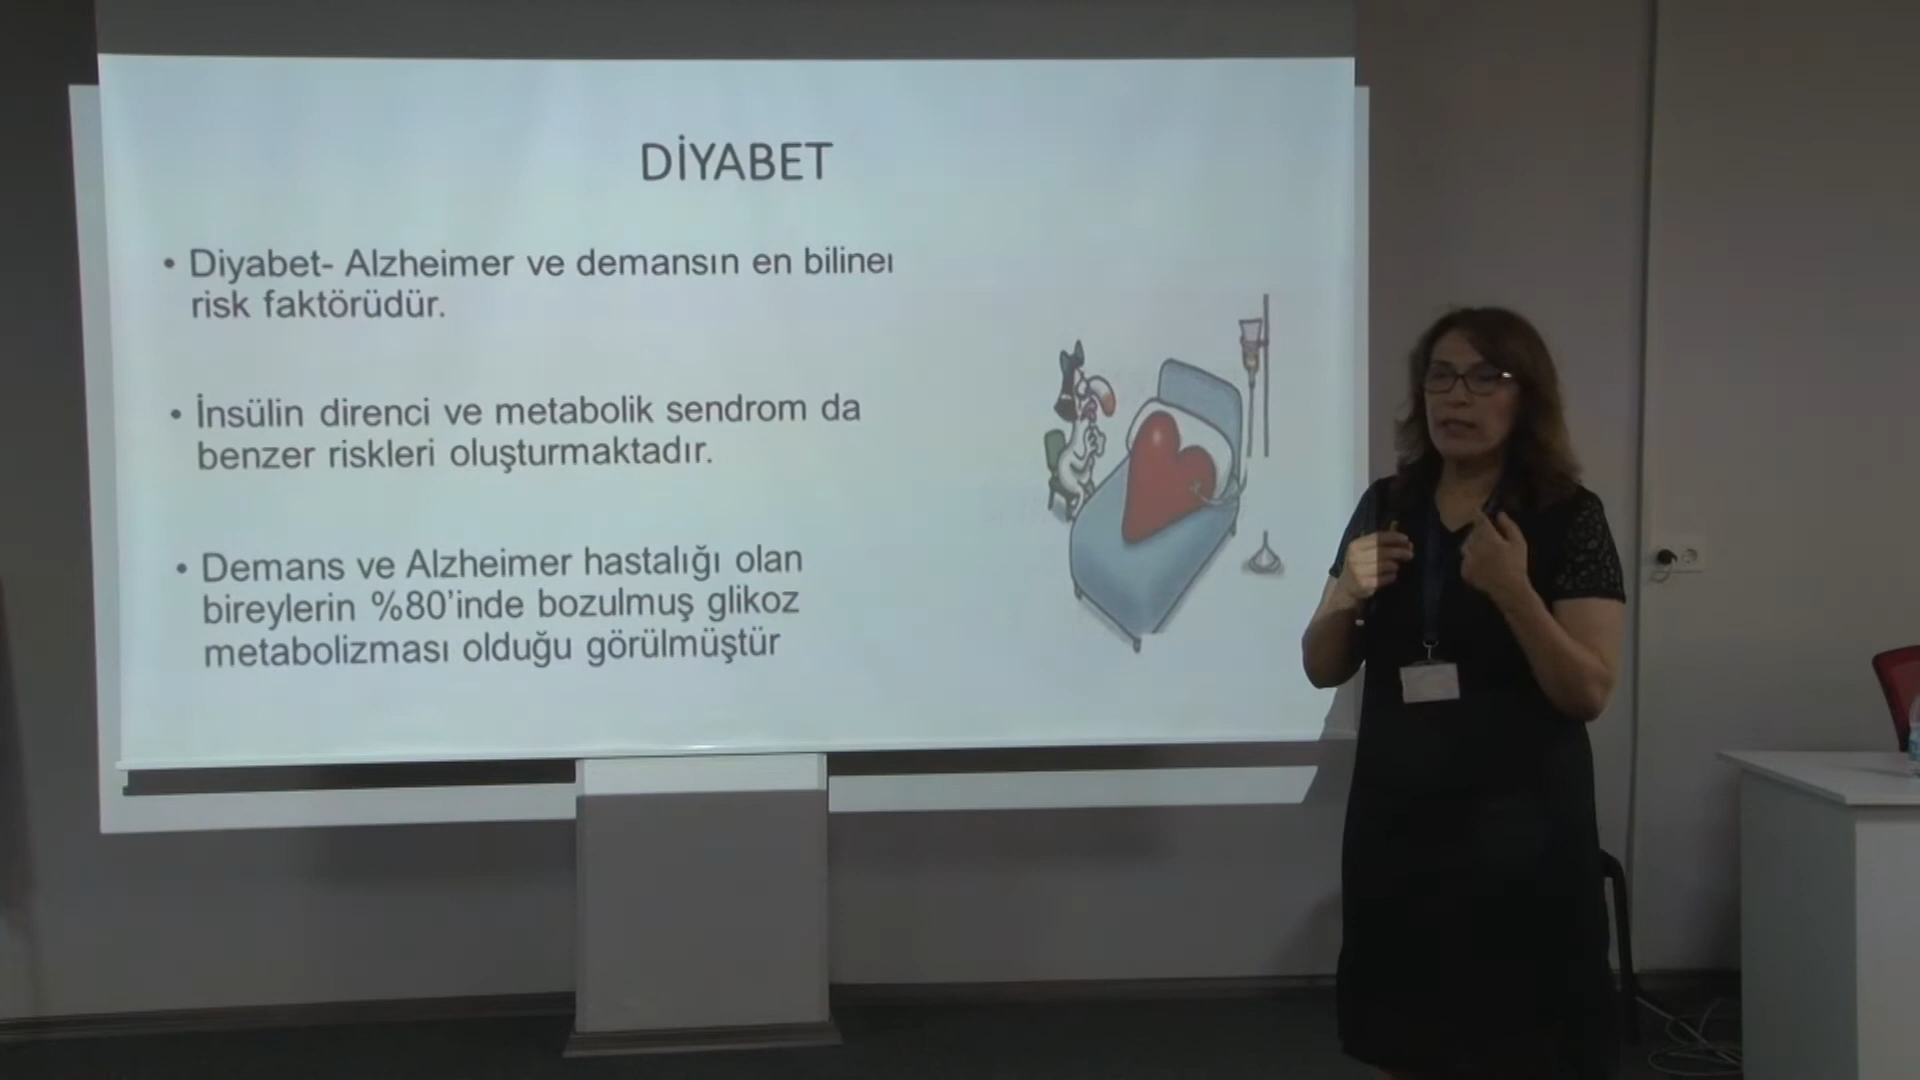 DİYABET
• Diyabet- Alzheimer ve demansın en bilinen
risk faktörüdür.
• İnsülin direnci ve metabolik sendrom da
benzer riskleri oluşturmaktadır.
• Demans ve Alzheimer hastalığı olan
bireylerin %80'inde bozulmuş glikoz
metabolizması olduğu görülmüştür